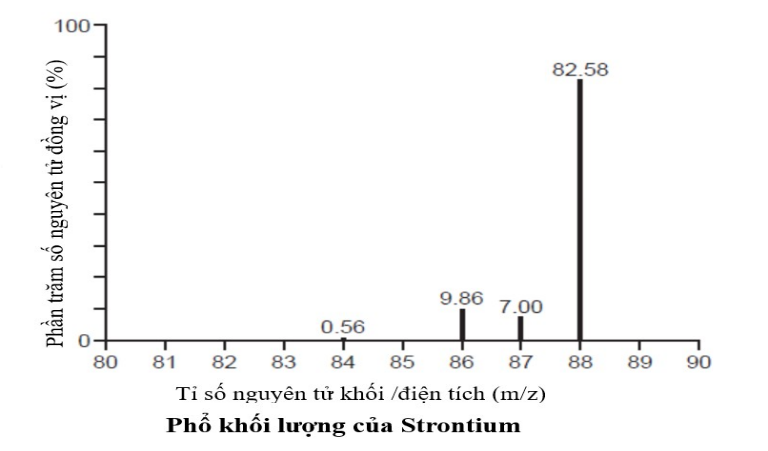 100
Phần trăm số nguyên tử đồng vị (%)
82.58
9.86
7.00
0.56
0
80 81 82 83 84 85 86 87 88 89 90
Tỉ số nguyên tử khối /điện tích (m/z)
Phổ khối lượng của Strontium